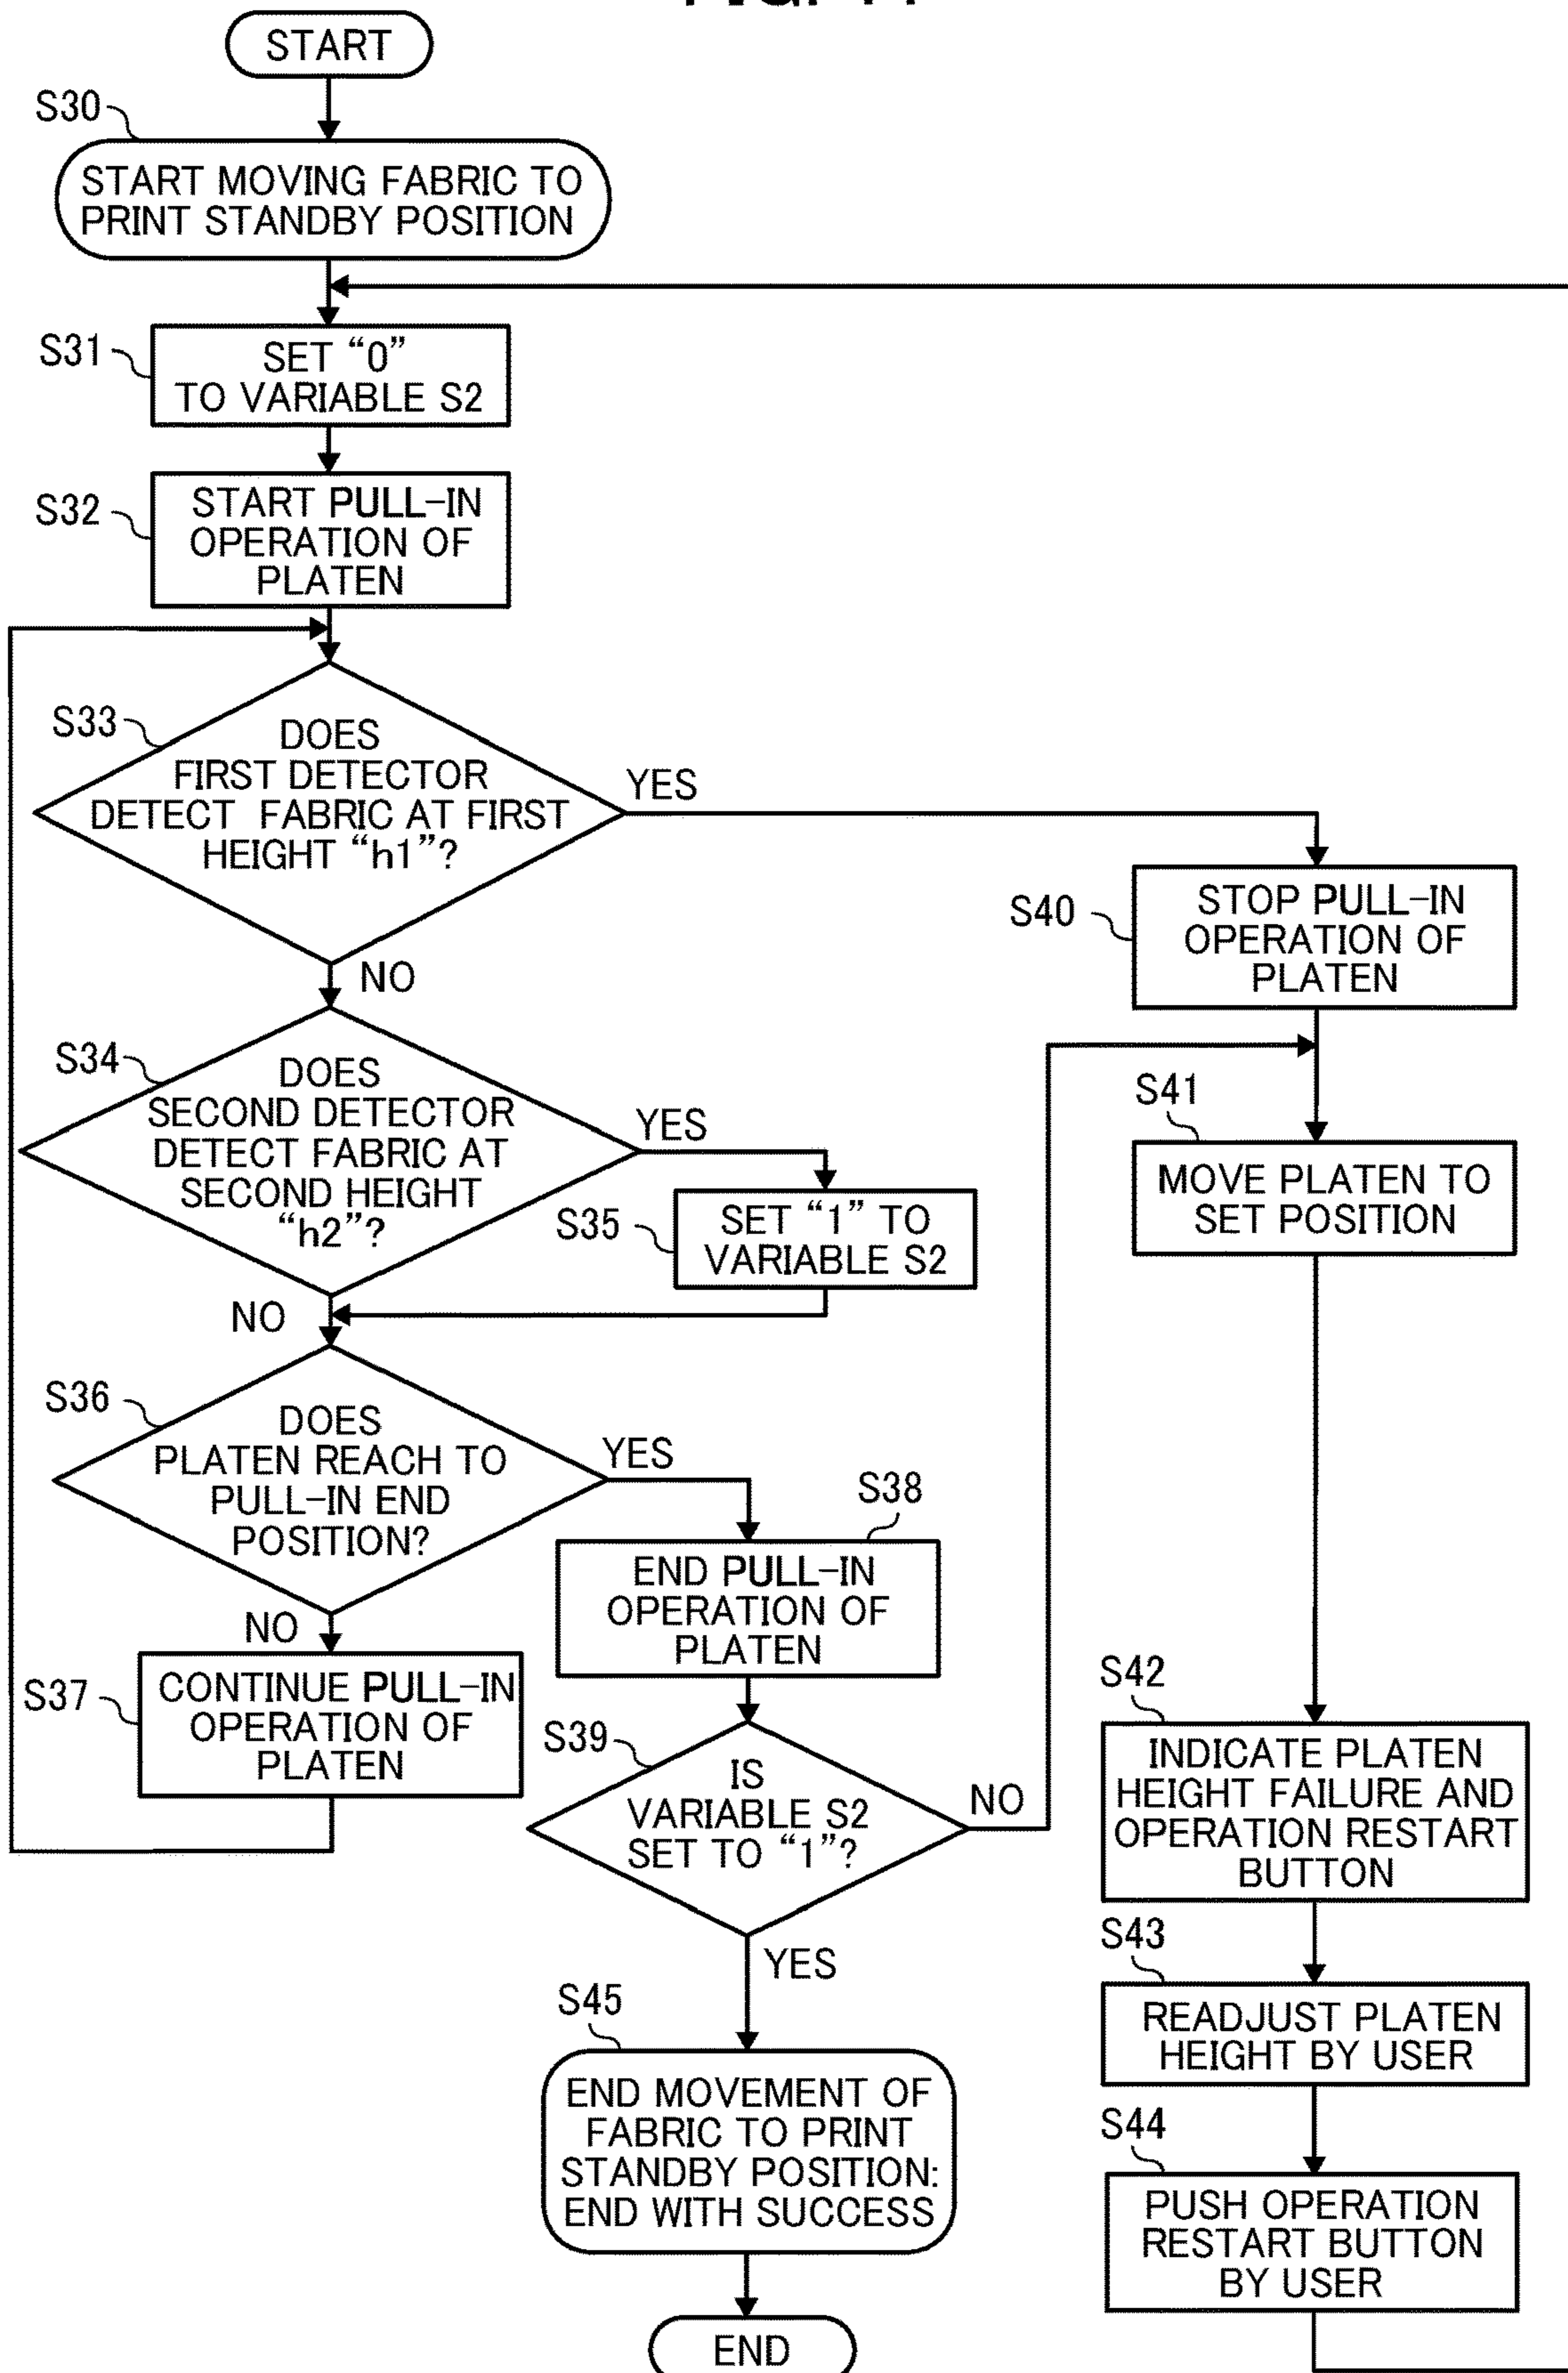 START
S30
START MOVING FABRIC TO
PRINT STANDBY POSITION
S31
SET “0”
TO VARIABLE S2
S32
START PULL-IN
OPERATION OF
PLATEN
S33
DOES
FIRST DETECTOR
DETECT FABRIC AT FIRST
HEIGHT “h1”?
YES
NO
S40
STOP PULL-IN
OPERATION OF
PLATEN
S34
DOES
SECOND DETECTOR
DETECT FABRIC AT
SECOND HEIGHT
“h2”?
YES
NO
S35
SET “1” TO
VARIABLE S2
S41
MOVE PLATEN TO
SET POSITION
S36
DOES
PLATEN REACH TO
PULL-IN END
POSITION?
YES
NO
S38
END PULL-IN
OPERATION OF
PLATEN
S37
CONTINUE PULL-IN
OPERATION OF
PLATEN
S39
IS
VARIABLE S2
SET TO “1”?
NO
YES
S42
INDICATE PLATEN
HEIGHT FAILURE AND
OPERATION RESTART
BUTTON
S43
READJUST PLATEN
HEIGHT BY USER
S45
END MOVEMENT OF
FABRIC TO PRINT
STANDBY POSITION:
END WITH SUCCESS
S44
PUSH OPERATION
RESTART BUTTON
BY USER
END